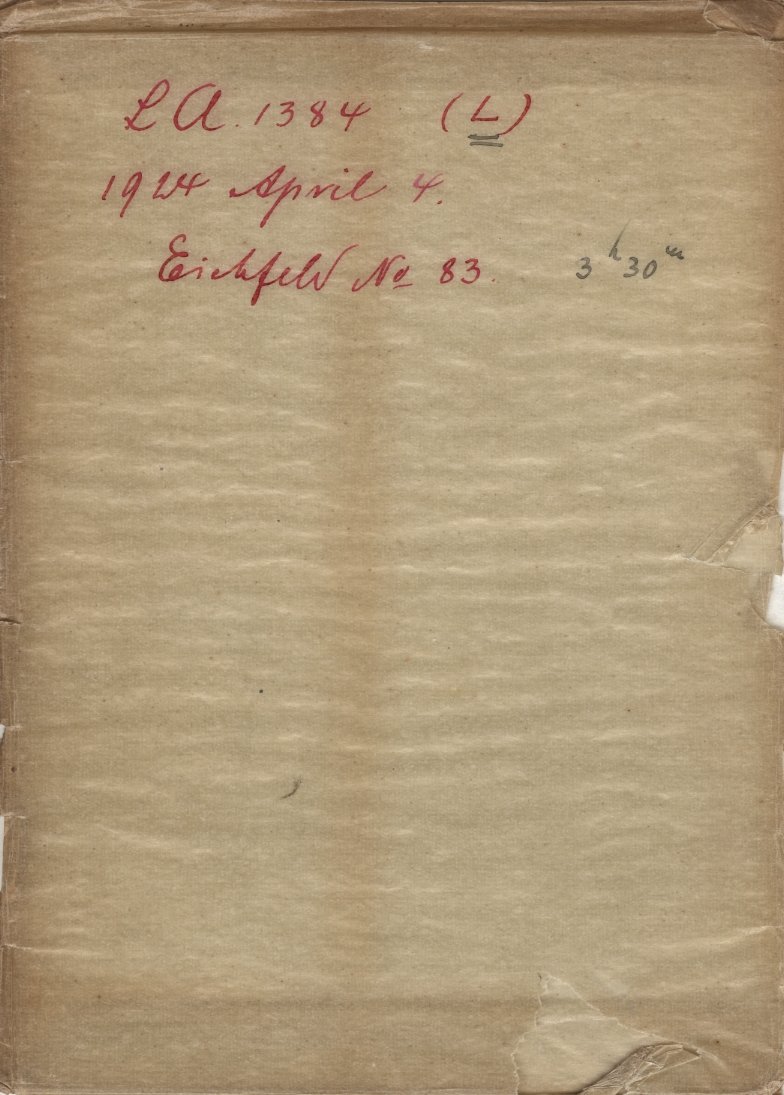 LA. 1384 (L)
1924 April 4.
Eichfeld No 83. 3h 30m